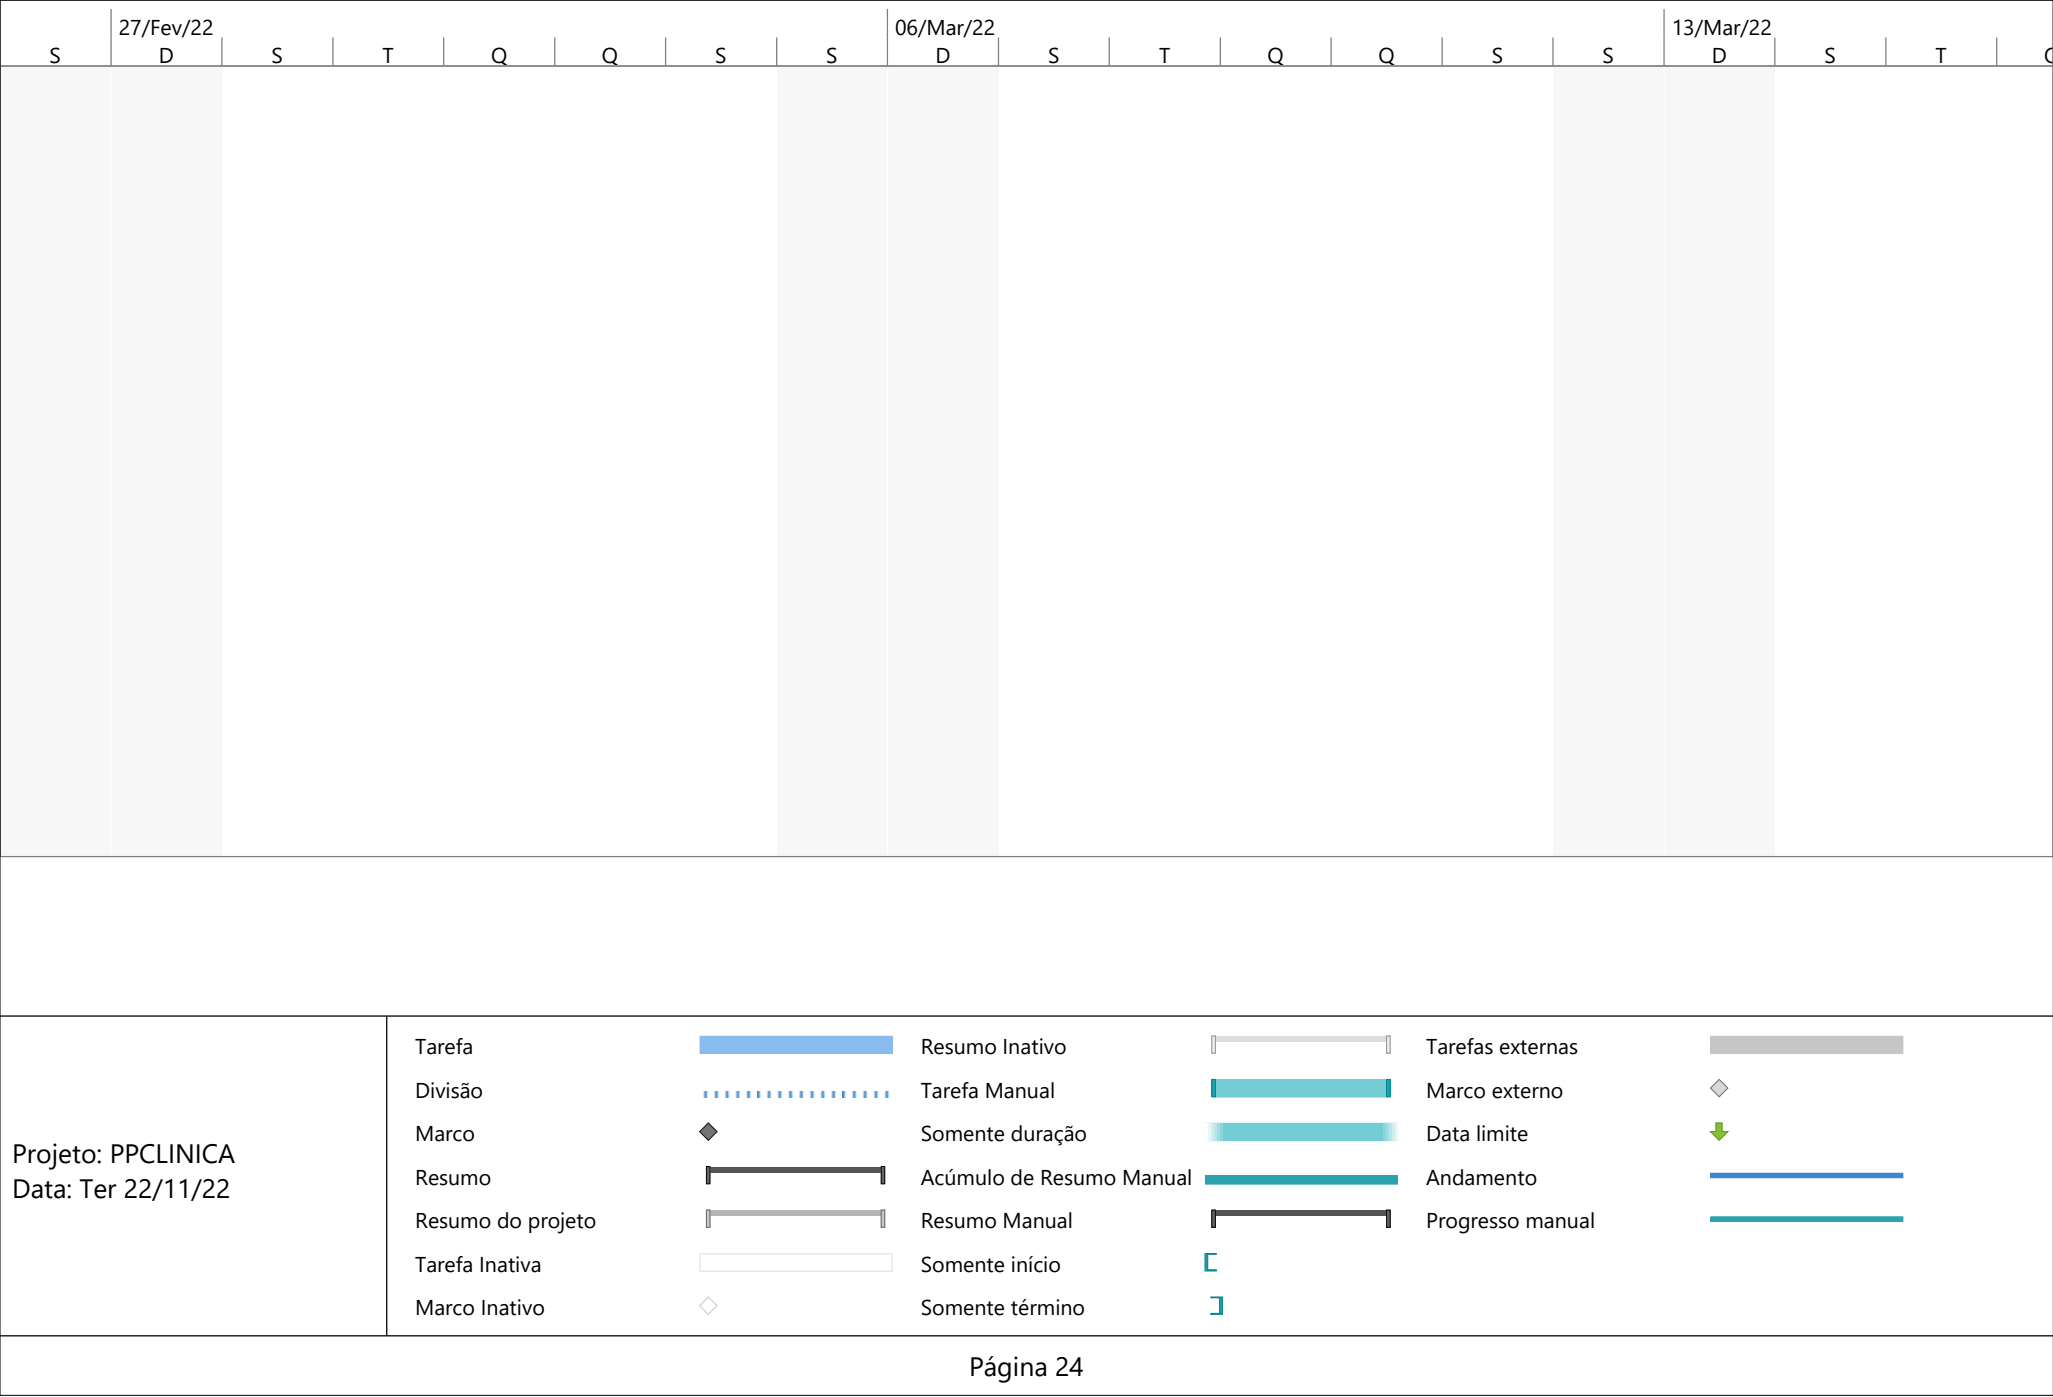 27/Fev/22 06/Mar/22 13/Mar/22
S D S T Q Q S S D S T Q Q S S D S T
Tarefa Resumo Inativo Tarefas externas
Divisão Tarefa Manual Marco externo
Marco Somente duração Data limite
Projeto: PPCLINICA
Resumo Acúmulo de Resumo Manual Andamento
Data: Ter 22/11/22
Resumo do projeto Resumo Manual Progresso manual
Tarefa Inativa Somente início
Marco Inativo Somente término
Página 24